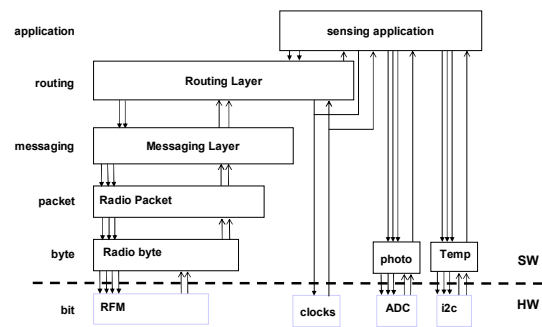 application
sensing application
routing
Routing Layer
messaging
Messaging Layer
packet
Radio Packet
byte
Radio byte
photo
Temp
SW
bit
RFM
clocks
ADC
i2c
HW